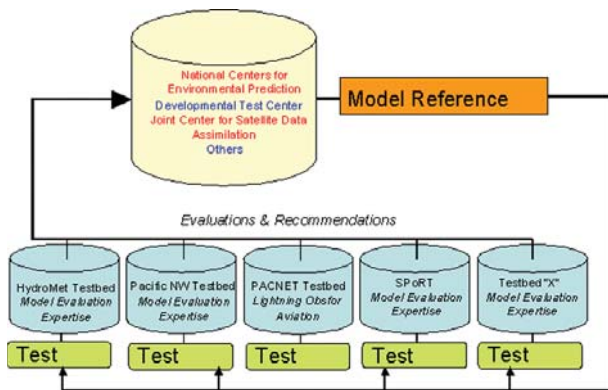 National Centers for
Environmental Prediction
Developmental Test Center
Joint Center for Satellite Data
Assimilation
Others
Model Reference
Evaluations & Recommendations
HydroMet Testbed
Model Evaluation
Expertise
Pacific NW Testbed
Model Evaluation
Expertise
PACNET Testbed
Lightning Obsfor
Aviation
SPoRT
Model Evaluation
Expertise
Testbed "X"
Model Evaluation
Expertise
Test
Test
Test
Test
Test